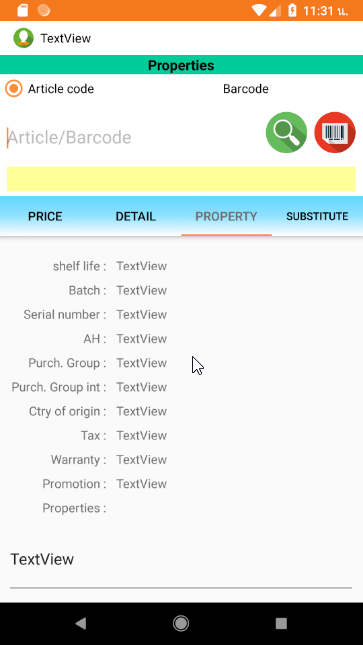 11:31 น.
TextView
Properties
Article code Barcode
Article/Barcode
PRICE DETAIL PROPERTY SUBSTITUTE
shelf life : TextView
Batch : TextView
Serial number : TextView
AH : TextView
Purch. Group : TextView
Purch. Group int : TextView
Ctry of origin : TextView
Tax : TextView
Warranty : TextView
Promotion : TextView
Properties :
TextView